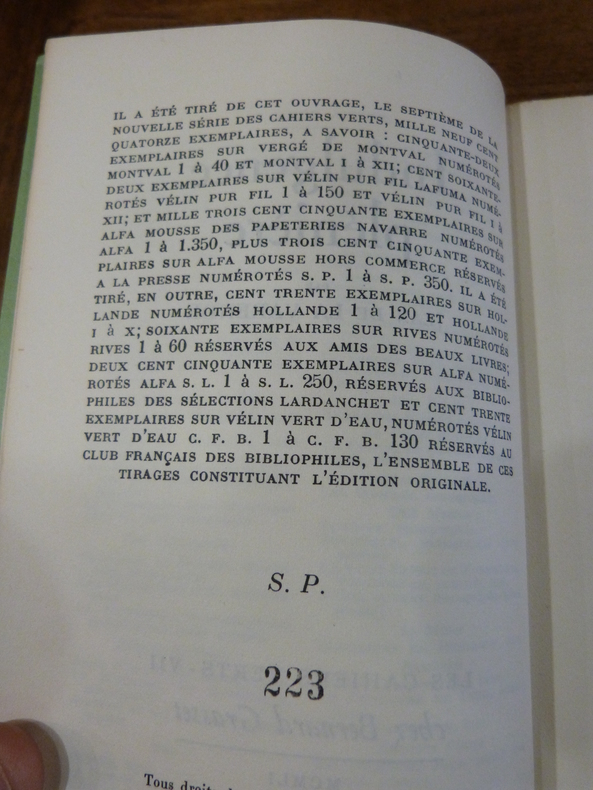 IL A ÉTÉ TIRÉ DE CET OUVRAGE, LE SEPTIÈME DE LA
NOUVELLE SÉRIE DES CAHIERS VERTS, MILLE NEUF CENT
QUATORZE EXEMPLAIRES, A SAVOIR : CINQUANTE-DEUX
EXEMPLAIRES SUR VERGÉ DE MONTVAL NUMÉROTÉS
MONTVAL 1 à 40 ET MONTVAL I à XII; CENT SOIXANTE-
DEUX EXEMPLAIRES SUR VÉLIN PUR FIL LAFUMA NUMÉ-
ROTÉS VÉLIN PUR FIL 1 à 150 ET VÉLIN PUR FIL I à
XII; ET MILLE TROIS CENT CINQUANTE EXEMPLAIRES SUR
ALFA MOUSSE DES PAPETERIES NAVARRE NUMÉROTÉS
ALFA 1 à 1.350, PLUS TROIS CENT CINQUANTE EXEM-
PLAIRES SUR ALFA MOUSSE HORS COMMERCE RÉSERVÉS
A LA PRESSE NUMÉROTÉS S. P. 1 à S. P. 350. IL A ÉTÉ
TIRÉ, EN OUTRE, CENT TRENTE EXEMPLAIRES SUR HOL-
LANDE NUMÉROTÉS HOLLANDE 1 à 120 ET HOLLANDE
I à X; SOIXANTE EXEMPLAIRES SUR RIVES NUMÉROTÉS
RIVES 1 à 60 RÉSERVÉS AUX AMIS DES BEAUX LIVRES;
DEUX CENT CINQUANTE EXEMPLAIRES SUR ALFA NUMÉ-
ROTÉS ALFA S. L. 1 à S. L. 250, RÉSERVÉS AUX BIBLIO-
PHILES DES SÉLECTIONS LARDANCHET ET CENT TRENTE
EXEMPLAIRES SUR VÉLIN VERT D'EAU, NUMÉROTÉS VÉLIN
VERT D'EAU C. F. B. 1 à C. F. B. 130 RÉSERVÉS AU
CLUB FRANÇAIS DES BIBLIOPHILES, L'ENSEMBLE DE CES
TIRAGES CONSTITUANT L'ÉDITION ORIGINALE.
S. P.
223
Tous droits